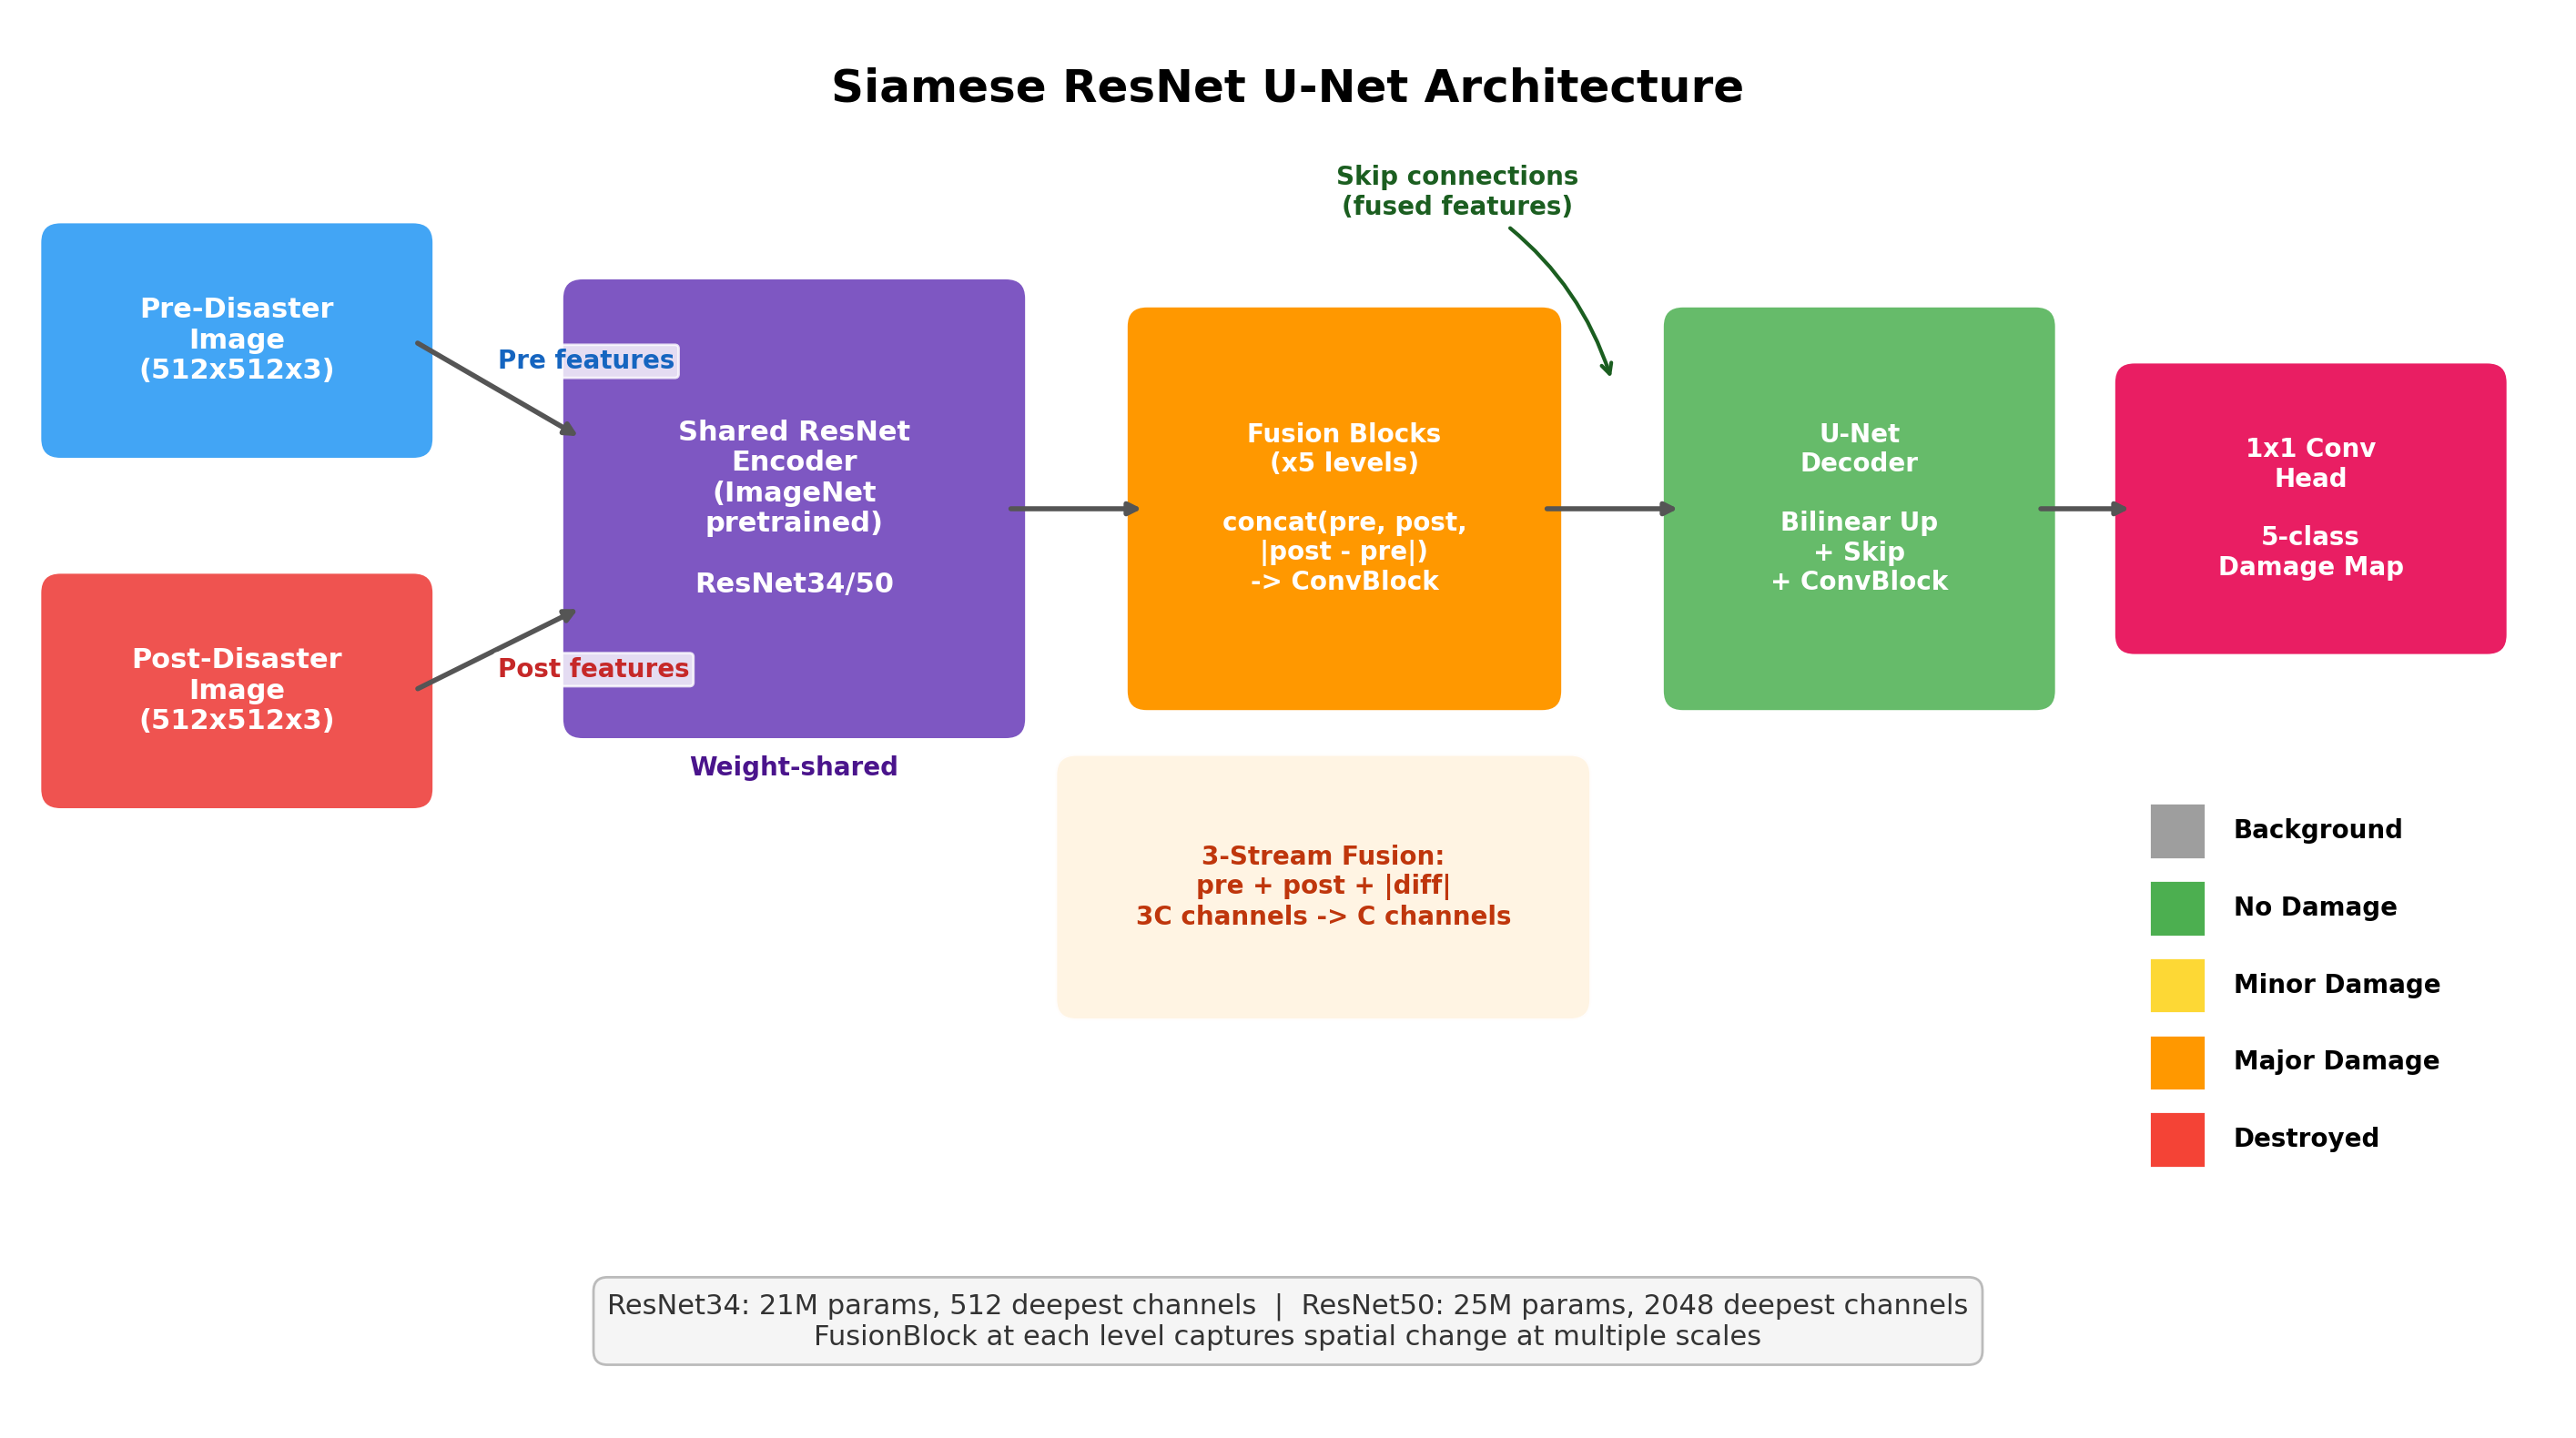 Siamese ResNet U-Net Architecture
Skip connections
(fused features)
Pre-Disaster
Image
(512x512x3)
Pre features
Shared ResNet
Encoder
(ImageNet
pretrained)
ResNet34/50
Fusion Blocks
(x5 levels)
concat(pre, post,
|post - pre|)
-> ConvBlock
U-Net
Decoder
Bilinear Up
+ Skip
+ ConvBlock
1x1 Conv
Head
5-class
Damage Map
Post-Disaster
Image
(512x512x3)
Post features
Weight-shared
3-Stream Fusion:
pre + post + |diff|
3C channels -> C channels
Background
No Damage
Minor Damage
Major Damage
Destroyed
ResNet34: 21M params, 512 deepest channels | ResNet50: 25M params, 2048 deepest channels
FusionBlock at each level captures spatial change at multiple scales